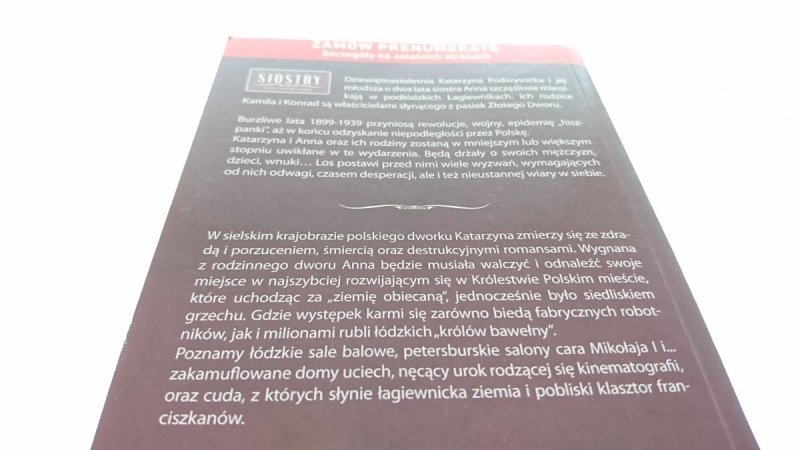 ZAMÓW PRENUMERATĘ
Szczegóły na ostatnich stronach
SIOSTRY
Dziewiętnastoletnia Katarzyna Podwysocka i jej
młodsza o dwa lata siostra Anna szczęśliwie miesz-
kają w podłódzkich Łagiewnikach, ich rodzice
Kamila i Konrad są właścicielami słynącego z pasiek Złotego Dworu.
Burzliwe lata 1899-1939 przyniosą rewolucje, wojny, epidemię „hisz-
panki”, aż w końcu odzyskanie niepodległości przez Polskę.
Katarzyna i Anna oraz ich rodziny zostaną w mniejszym lub większym
stopniu uwikłane w te wydarzenia. Będą drżały o swoich mężczyzn,
dzieci, wnuki... Los postawi przed nimi wiele wyzwań, wymagających
od nich odwagi, czasem desperacji, ale i też nieustannej wiary w siebie.
W sielskim krajobrazie polskiego dworku Katarzyna zmierzy się ze zdra-
dą i porzuceniem, śmiercią oraz destrukcyjnymi romansami. Wygnana
z rodzinnego dworu Anna będzie musiała walczyć i odnaleźć swoje
miejsce w najszybciej rozwijającym się w Królestwie Polskim mieście,
które uchodząc za „ziemię obiecaną”, jednocześnie było siedliskiem
grzechu. Gdzie występek karmi się zarówno biedą fabrycznych robot-
ników, jak i milionami rubli łódzkich „królów bawełny”.
Poznamy łódzkie sale balowe, petersburskie salony cara Mikołaja I i...
zakamuflowane domy uciech, nęcący urok rodzącej się kinematografii,
oraz cuda, z których słynie łagiewnicka ziemia i pobliski klasztor fran-
ciszkanów.